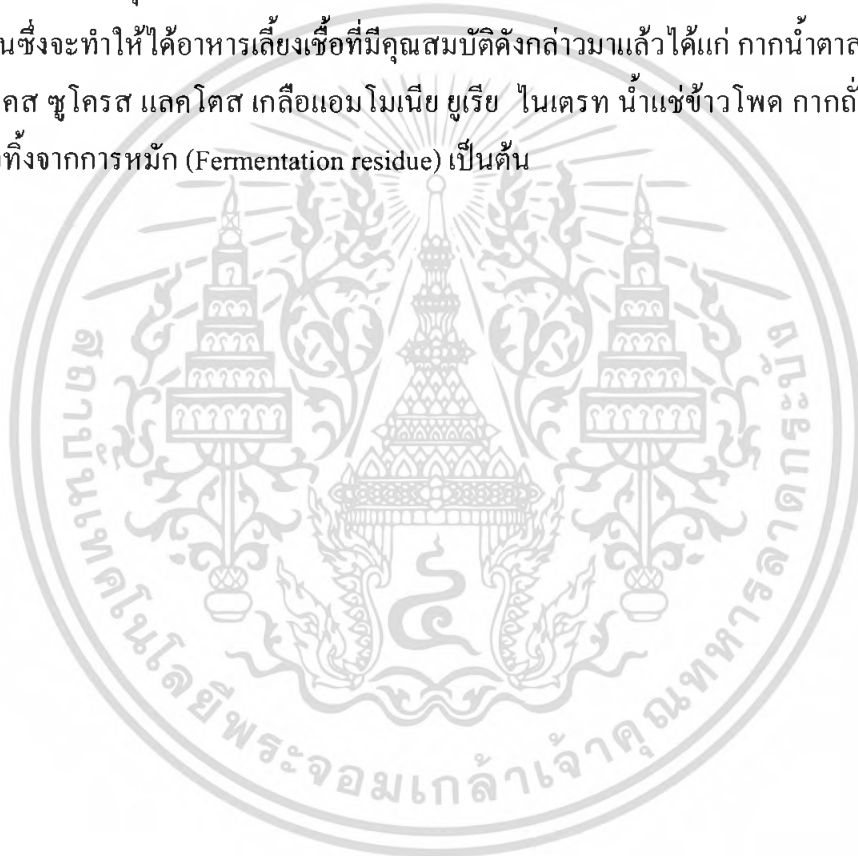 นซึ่งจะทำให้ได้อาหารเลี้ยงเชื้อที่มีคุณสมบัติดังกล่าวมาแล้วได้แก่ กากน้ำตาล
คส ซูโครส แลคโตส เกลือแอมโมเนีย ยูเรีย ไนเตรท น้ำแช่ข้าวโพด กากถั่
ทิ้งจากการหมัก (Fermentation residue) เป็นต้น
สถาบันเทคโนโลยีพระจอมเกล้าเจ้าคุณทหารลาดกระบัง